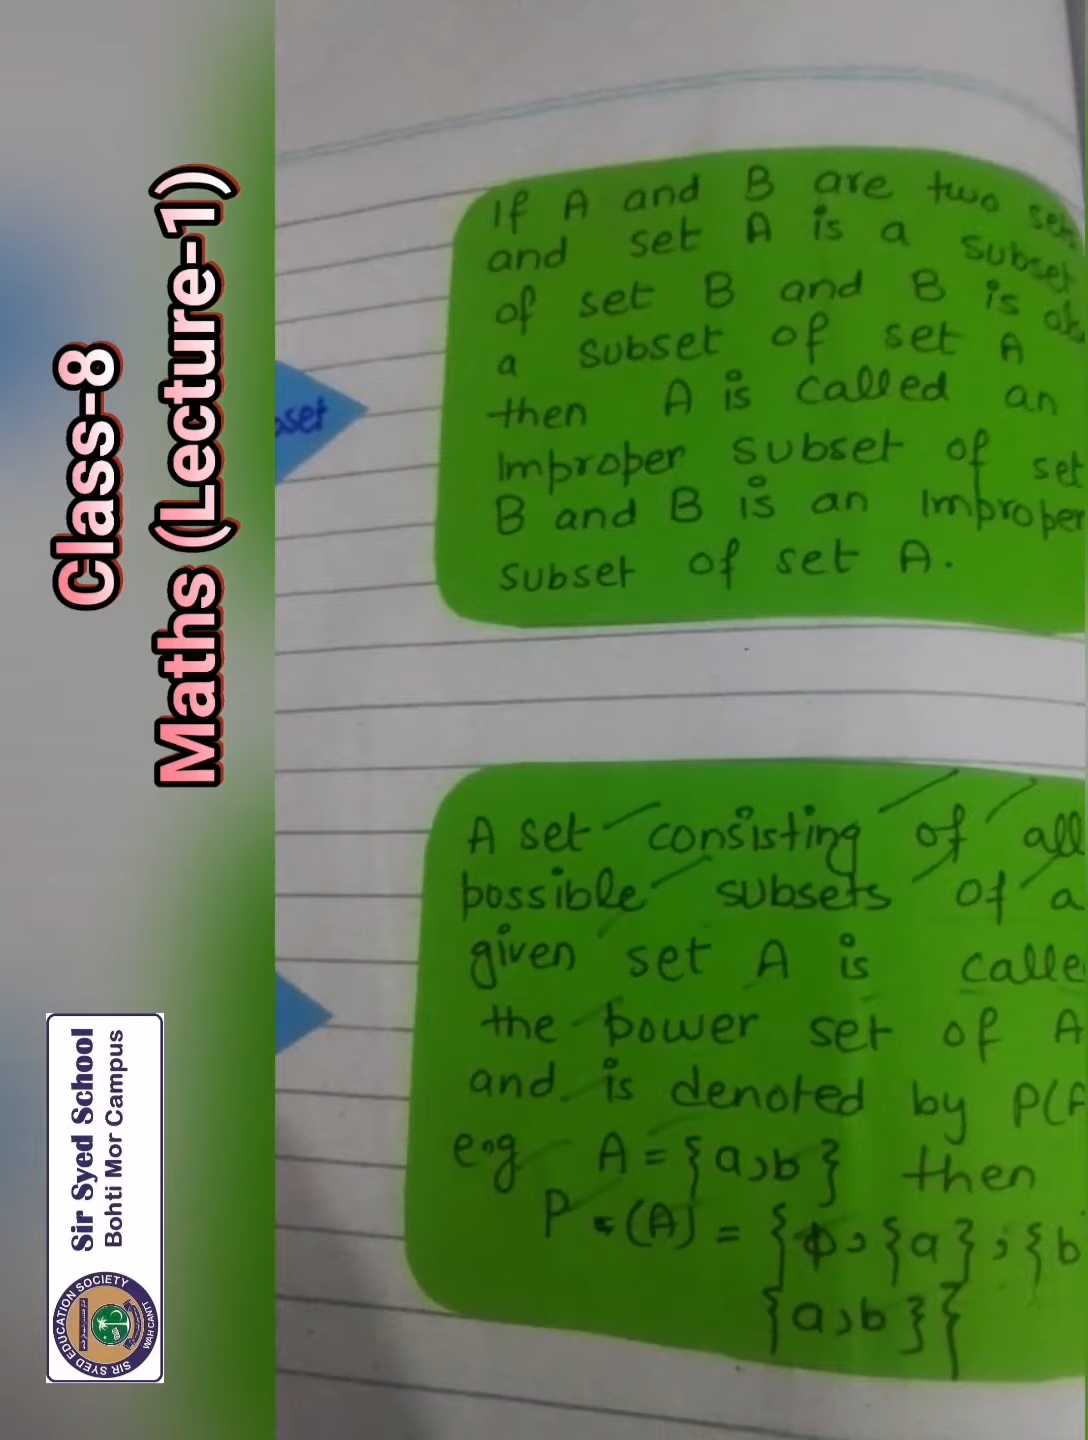 Class-8
Maths (Lecture-1)
Sir Syed School
Bohti Mor Campus
SIR SYED EDUCATION SOCIETY
WAH CANTT
If A and B are two sets
and set A is a subset
of set B and B is
a subset of set A
then A is called an
Improper subset of set
B and B is an Improper
subset of set A.
A set consisting of all
possible subsets of a
given set A is calle
the power set of A
and is denoted by P(A
e.g A = {a,b} then
P (A) = {ϕ, {a}, {b
{a,b}}